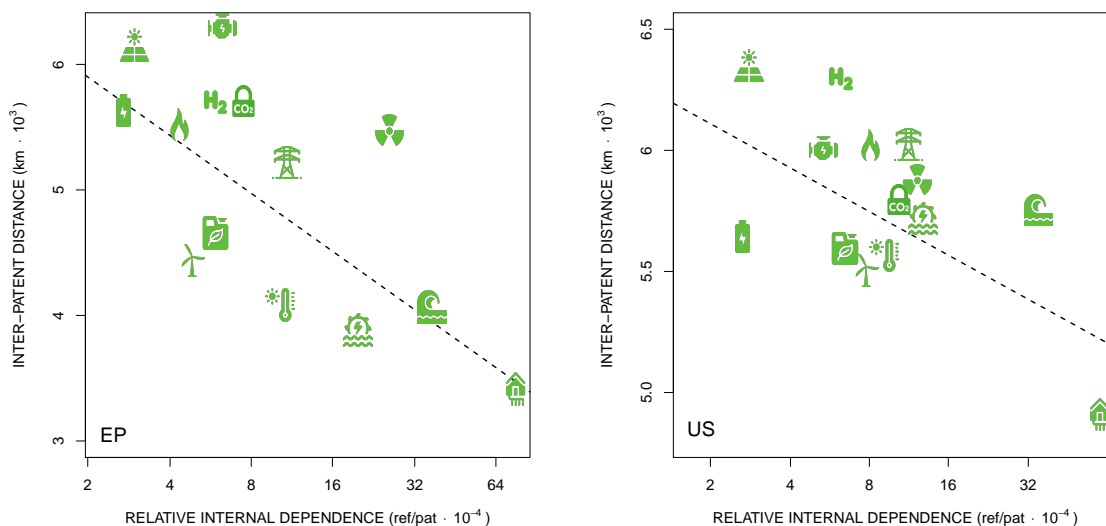 INTER−PATENT DISTANCE (km · 10³)
6
5
4
3
H₂
CO₂
EP
2 4 8 16 32 64
RELATIVE INTERNAL DEPENDENCE (ref/pat · 10⁻⁴)
INTER−PATENT DISTANCE (km · 10³)
6.5
6
5.5
5.0
H₂
CO₂
US
2 4 8 16 32
RELATIVE INTERNAL DEPENDENCE (ref/pat · 10⁻⁴)